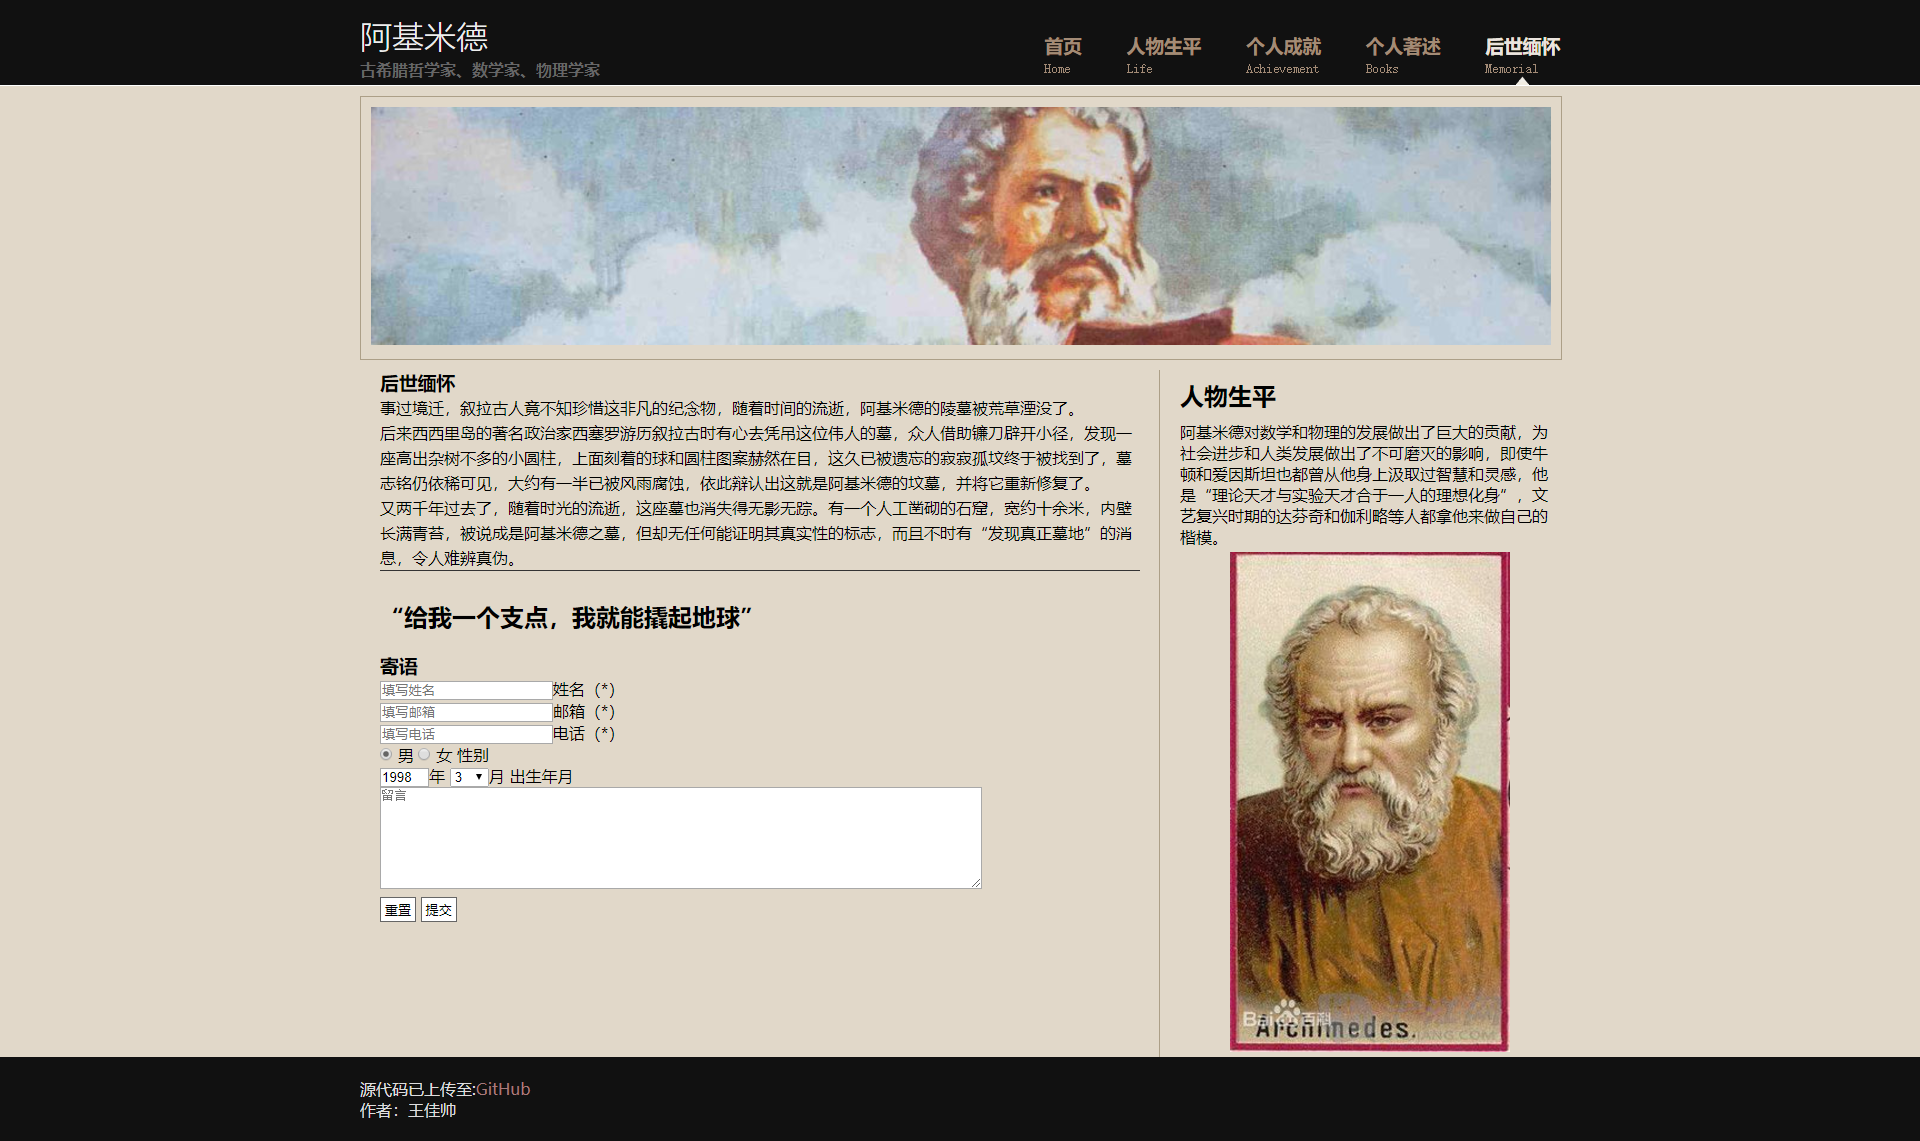 阿基米德
古希腊哲学家、数学家、物理学家
首页 人物生平 个人成就 个人著述 后世缅怀
Home Life Achievement Books Memorial
后世缅怀
事过境迁，叙拉古人竟不知珍惜这非凡的纪念物，随着时间的流逝，阿基米德的陵墓被荒草湮没了。
后来西西里岛的著名政治家西塞罗游历叙拉古时有心去凭吊这位伟人的墓，众人借助镰刀辟开小径，发现一
座高出杂树不多的小圆柱，上面刻着的球和圆柱图案赫然在目，这久已被遗忘的寂寂孤坟终于被找到了，墓
志铭仍依稀可见，大约有一半已被风雨腐蚀，依此辩认出这就是阿基米德的坟墓，并将它重新修复了。
又两千年过去了，随着时光的流逝，这座墓也消失得无影无踪。有一个人工凿砌的石窟，宽约十余米，内壁
长满青苔，被说成是阿基米德之墓，但却无任何能证明其真实性的标志，而且不时有“发现真正墓地”的消
息，令人难辨真伪。
“给我一个支点，我就能撬起地球”
寄语
填写姓名 姓名（*）
填写邮箱 邮箱（*）
填写电话 电话（*）
男 女 性别
1998 年 3 月 出生年月
留言
重置 提交
人物生平
阿基米德对数学和物理的发展做出了巨大的贡献，为
社会进步和人类发展做出了不可磨灭的影响，即使牛
顿和爱因斯坦也都曾从他身上汲取过智慧和灵感，他
是“理论天才与实验天才合于一人的理想化身”，文
艺复兴时期的达芬奇和伽利略等人都拿他来做自己的
楷模。
Bai百科
Archimedes.
源代码已上传至:GitHub
作者：王佳帅